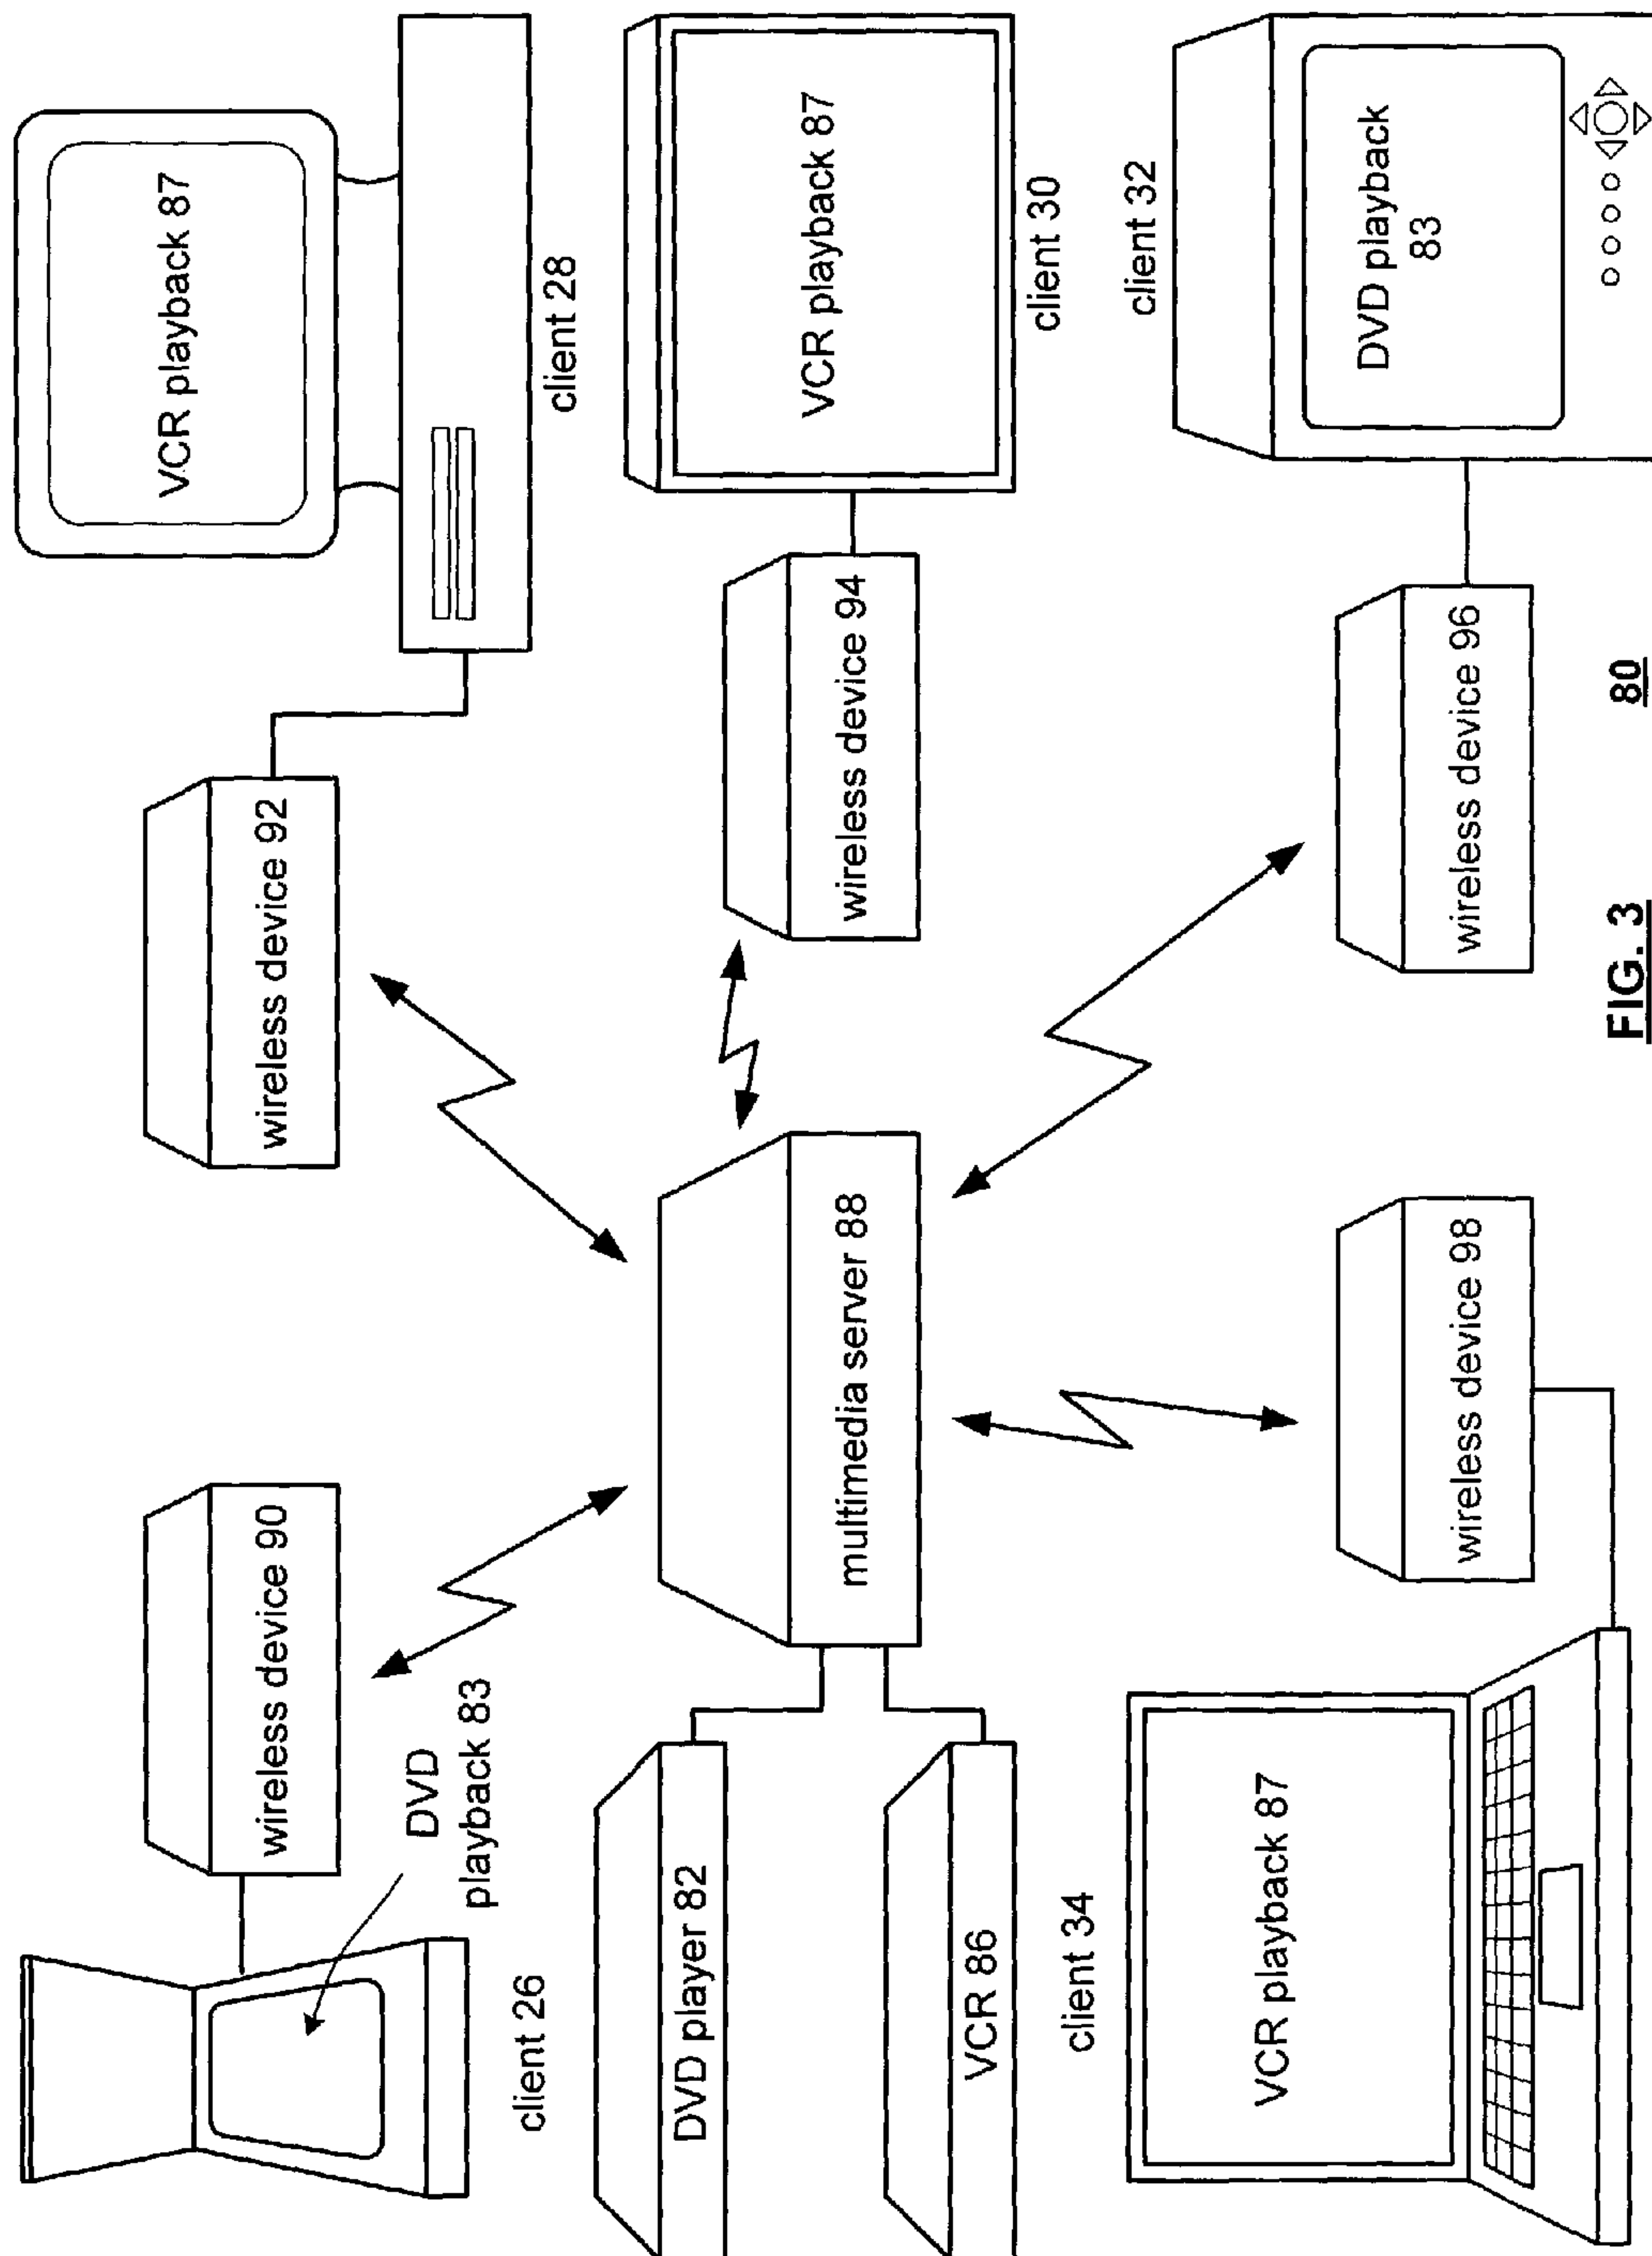 VCR playback 87
wireless device 90
wireless device 92
DVD
playback 83
client 26
client 28
DVD player 82
multimedia server 88
wireless device 94
VCR playback 87
VCR 86
client 30
client 34
client 32
VCR playback 87
wireless device 98
wireless device 96
DVD playback
83
FIG. 3
80